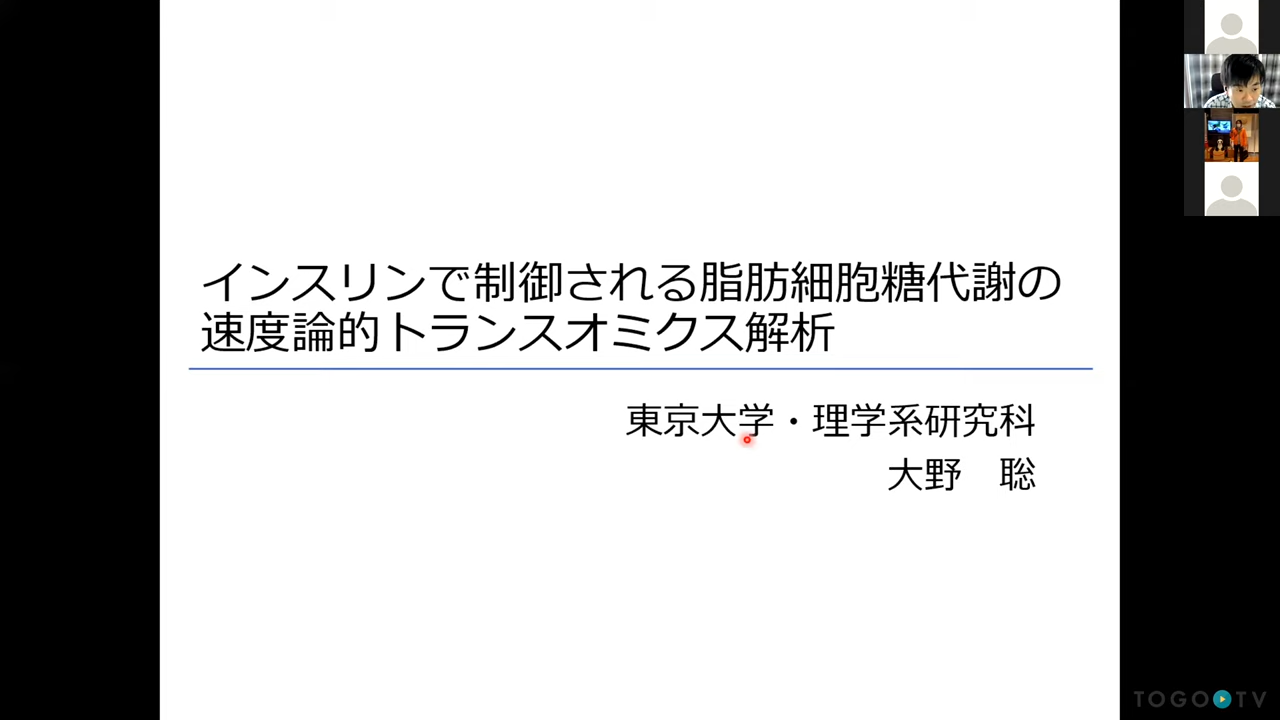 インスリンで制御される脂肪細胞糖代謝の
速度論的トランスオミクス解析
東京大学・理学系研究科
大野　聡
TOGO TV